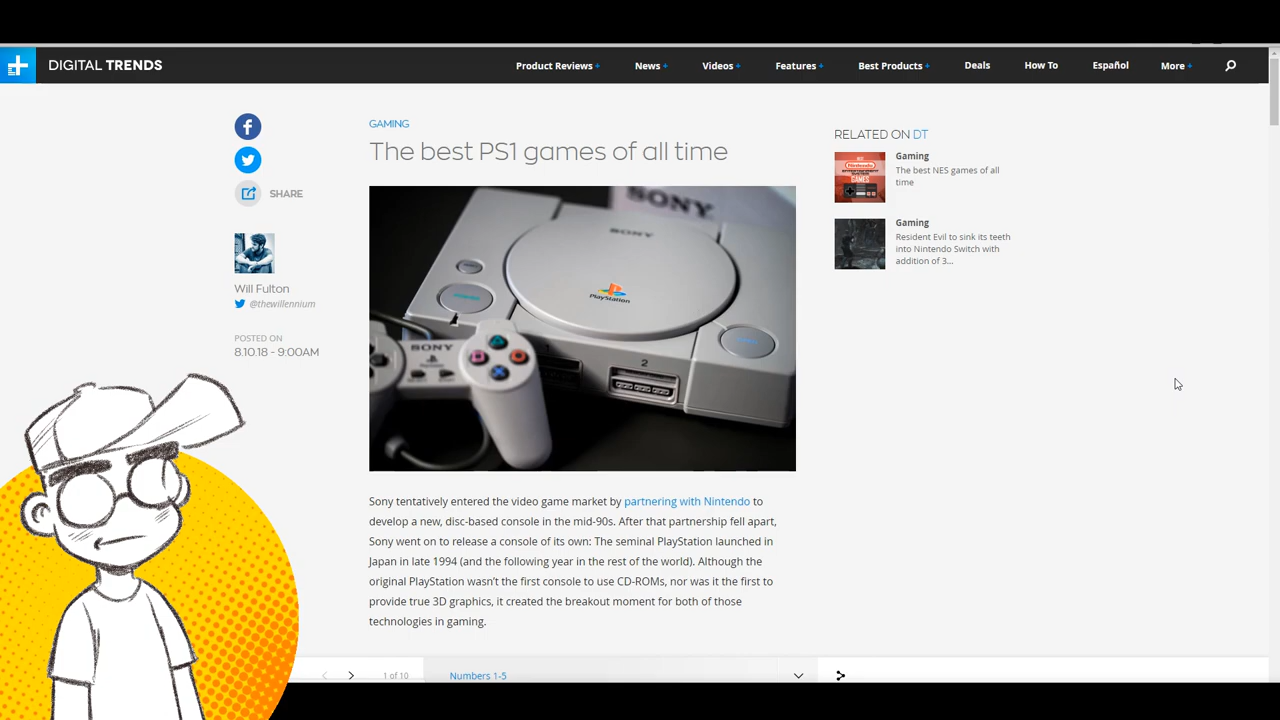 DIGITAL TRENDS
Product Reviews +
News +
Videos +
Features +
Best Products +
Deals
How To
Español
More +
GAMING
The best PS1 games of all time
SHARE
Will Fulton
@thewillennium
POSTED ON
8.10.18 - 9:00AM
SONY
SONY
PlayStation
SONY
2
Sony tentatively entered the video game market by partnering with Nintendo to
develop a new, disc-based console in the mid-90s. After that partnership fell apart,
Sony went on to release a console of its own: The seminal PlayStation launched in
Japan in late 1994 (and the following year in the rest of the world). Although the
original PlayStation wasn't the first console to use CD-ROMs, nor was it the first to
provide true 3D graphics, it created the breakout moment for both of those
technologies in gaming.
RELATED ON DT
Gaming
The best NES games of all
time
Nintendo
GAMES
Gaming
Resident Evil to sink its teeth
into Nintendo Switch with
addition of 3...
1 of 10
Numbers 1-5